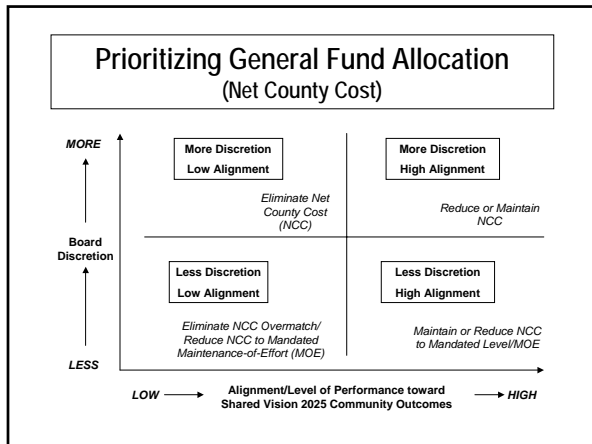 Prioritizing General Fund Allocation
(Net County Cost)
MORE
Board
Discretion
LESS
More Discretion
Low Alignment
Eliminate Net
County Cost
(NCC)
More Discretion
High Alignment
Reduce or Maintain
NCC
Less Discretion
Low Alignment
Eliminate NCC Overmatch/
Reduce NCC to Mandated
Maintenance-of-Effort (MOE)
Less Discretion
High Alignment
Maintain or Reduce NCC
to Mandated Level/MOE
LOW
Alignment/Level of Performance toward
Shared Vision 2025 Community Outcomes
HIGH